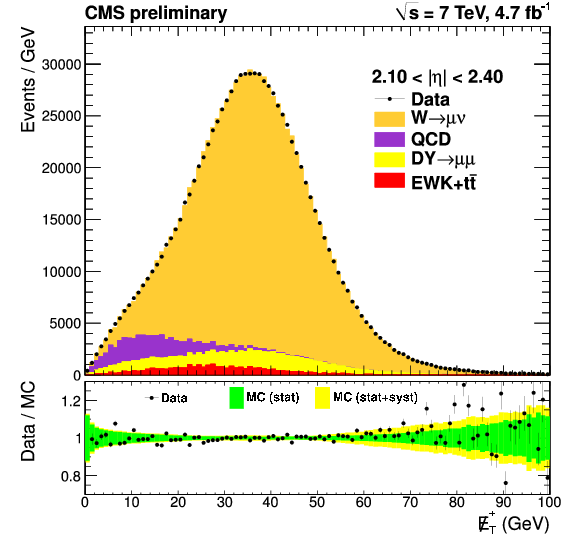 CMS preliminary
√s = 7 TeV, 4.7 fb⁻¹
Events / GeV
30000
25000
20000
15000
10000
5000
0
2.10 < |η| < 2.40
Data
W→μν
QCD
DY→μμ
EWK+tt̄
Data / MC
1.2
1
0.8
Data
MC (stat)
MC (stat+syst)
0 10 20 30 40 50 60 70 80 90 100
E̸_T^+ (GeV)